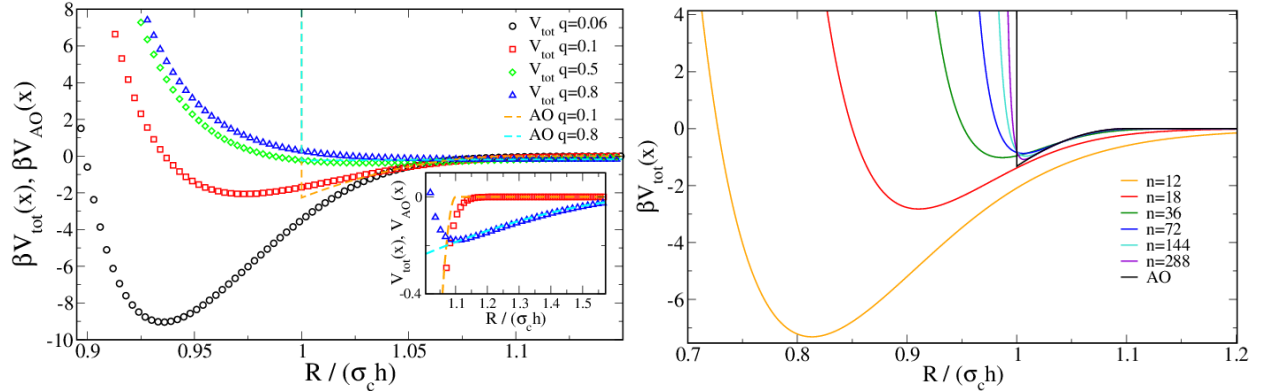 βV_tot(x), βV_AO(x)
8
6
4
2
0
-2
-4
-6
-8
-10
0.9
0.95
1
1.05
1.1
R / (σ_c h)
V_tot q=0.06
V_tot q=0.1
V_tot q=0.5
V_tot q=0.8
AO q=0.1
AO q=0.8
V_tot(x), V_AO(x)
0
-0.4
1.1
1.2
1.3
1.4
1.5
R / (σ_c h)
βV_tot(x)
4
2
0
-2
-4
-6
0.7
0.8
0.9
1
1.1
1.2
R / (σ_c h)
n=12
n=18
n=36
n=72
n=144
n=288
AO